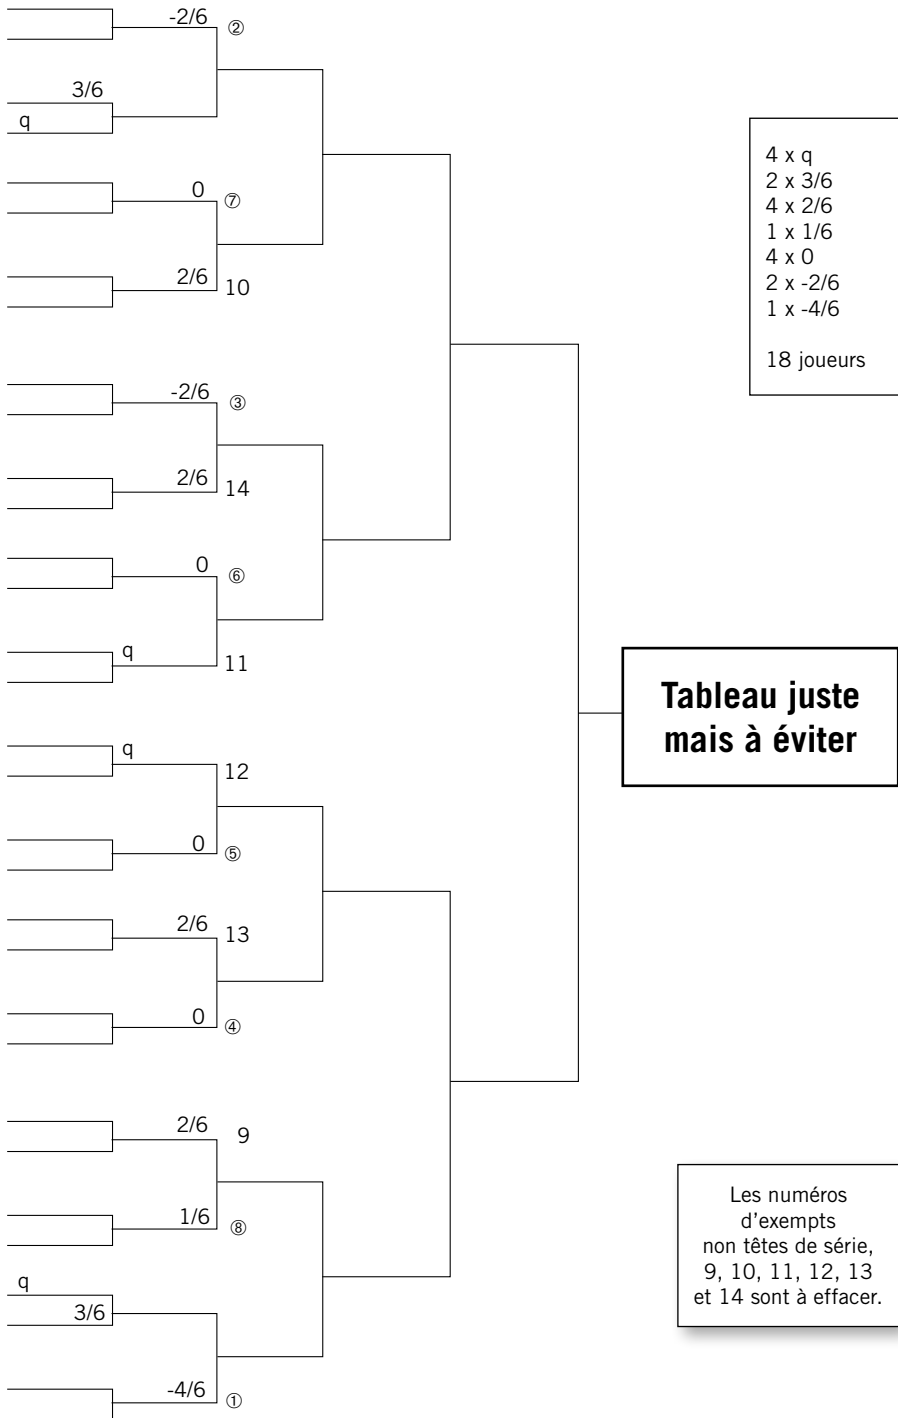 -2/6 ②
3/6
q
0 ⑦
2/6 10
-2/6 ③
2/6 14
0 ⑥
q 11
q 12
0 ⑤
2/6 13
0 ④
2/6 9
1/6 ⑧
q
3/6
-4/6 ①
4 x q
2 x 3/6
4 x 2/6
1 x 1/6
4 x 0
2 x -2/6
1 x -4/6
18 joueurs
Tableau juste
mais à éviter
Les numéros
d'exempts
non têtes de série,
9, 10, 11, 12, 13
et 14 sont à effacer.